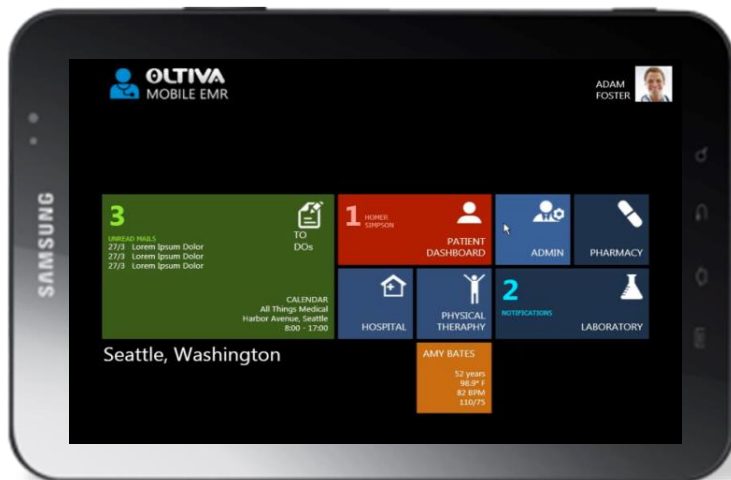 SAMSUNG
OLTIVA
MOBILE EMR
ADAM
FOSTER
3
UNREAD MAILS
27/3 Lorem Ipsum Dolor
27/3 Lorem Ipsum Dolor
27/3 Lorem Ipsum Dolor
TO
DOs
CALENDAR
All Things Medical
Harbor Avenue, Seattle
8:00 - 17:00
1 HOMER
SIMPSON
PATIENT
DASHBOARD
ADMIN
PHARMACY
HOSPITAL
PHYSICAL
THERAPHY
2
NOTIFICATIONS
LABORATORY
Seattle, Washington
AMY BATES
52 years
98.9° F
82 BPM
110/75